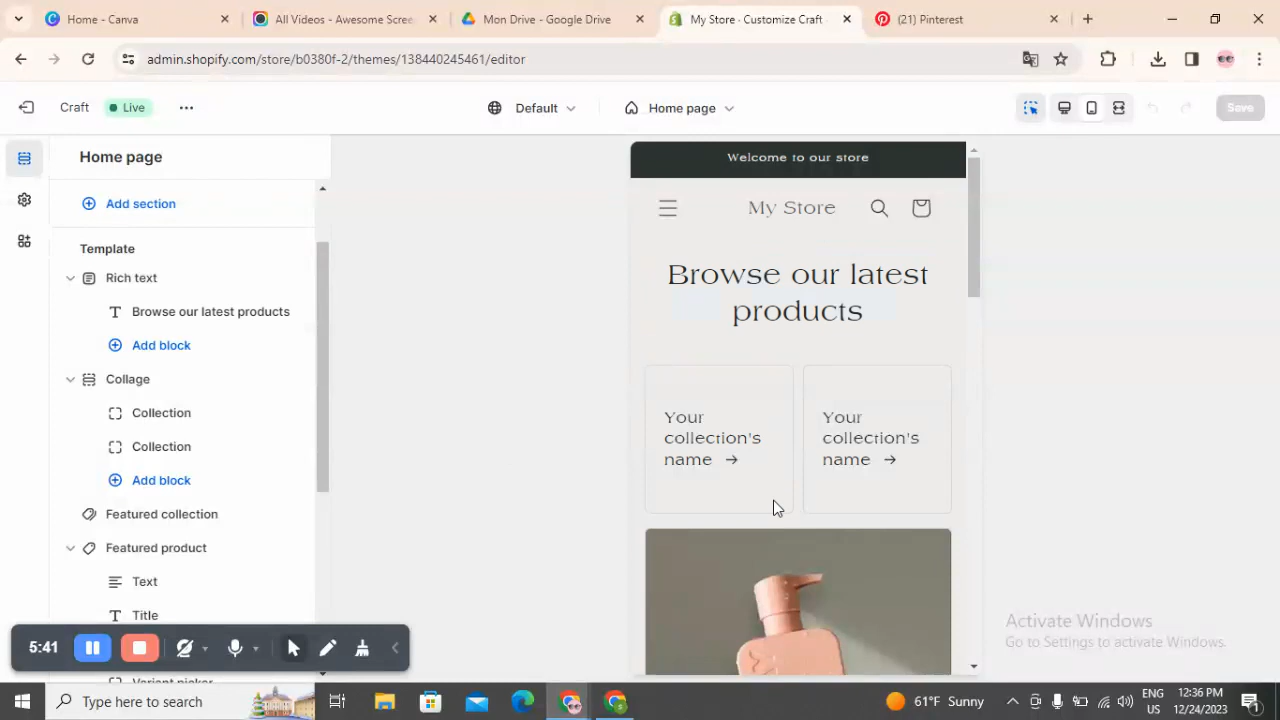 Home - Canva
All Videos - Awesome Scree
Mon Drive - Google Drive
My Store · Customize Craft
(21) Pinterest
admin.shopify.com/store/b0380f-2/themes/138440245461/editor
Craft
Live
Default
Home page
Save
Home page
Add section
Template
Rich text
Browse our latest products
Add block
Collage
Collection
Collection
Add block
Featured collection
Featured product
Text
Title
Welcome to our store
My Store
Browse our latest
products
Your
collection's
name →
Your
collection's
name →
Activate Windows
Go to Settings to activate Windows.
5:41
Type here to search
61°F Sunny
ENG
US
12:36 PM
12/24/2023
1